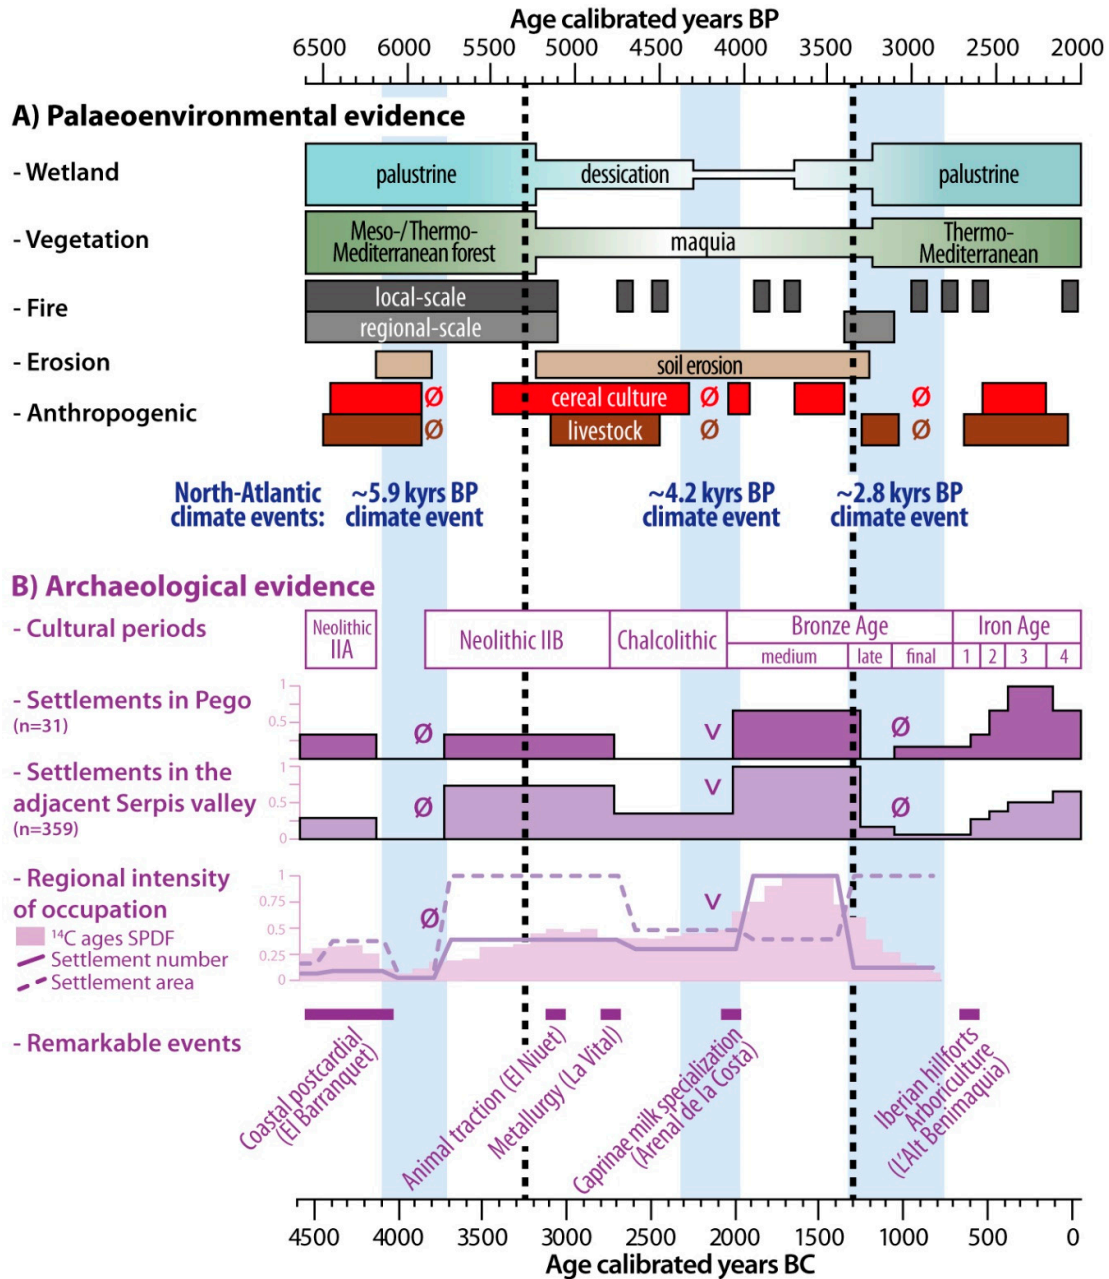 Age calibrated years BP
6500 6000 5500 5000 4500 4000 3500 3000 2500 2000
A) Palaeoenvironmental evidence
- Wetland
palustrine dessication palustrine
- Vegetation
Meso-/Thermo-
Mediterranean forest
maquia
Thermo-
Mediterranean
- Fire
local-scale
regional-scale
- Erosion
soil erosion
- Anthropogenic
cereal culture
Ø Ø Ø
livestock
Ø Ø Ø
North-Atlantic
climate events:
~5.9 kyrs BP
climate event
~4.2 kyrs BP
climate event
~2.8 kyrs BP
climate event
B) Archaeological evidence
- Cultural periods
Neolithic
IIA
Neolithic IIB
Chalcolithic
Bronze Age
medium late final
Iron Age
1 2 3 4
- Settlements in Pego
(n=31)
1
0.5
Ø V Ø
- Settlements in the
adjacent Serpis valley
(n=359)
1
0.5
0
Ø V Ø
- Regional intensity
of occupation
14C ages SPDF
Settlement number
Settlement area
1
0.75
0.5
0.25
0
Ø V
- Remarkable events
Coastal postcardial
(El Barranquet)
Animal traction (El Niuet)
Metallurgy (La Vital)
Caprinae milk specialization
(Arenal de la Costa)
Iberian hillforts
Arboriculture
(L'Alt Benimaquia)
4500 4000 3500 3000 2500 2000 1500 1000 500 0
Age calibrated years BC